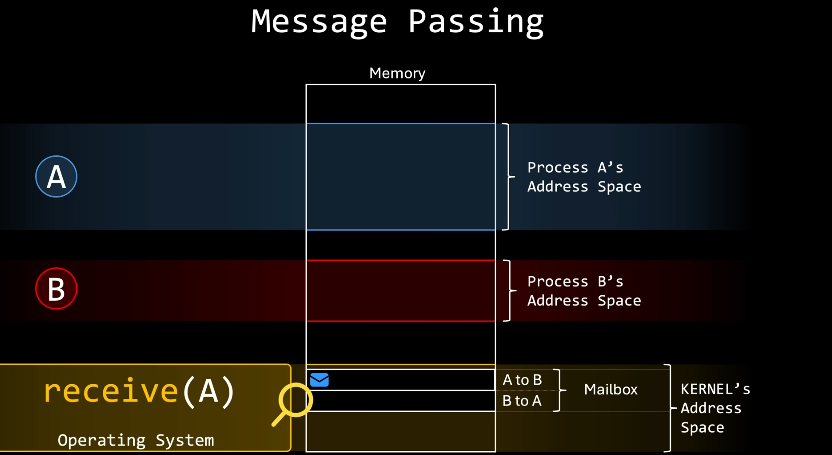 Message Passing
Memory
A
Process A's
Address Space
B
Process B's
Address Space
receive(A)
Operating System
A to B
B to A
Mailbox
KERNEL's
Address
Space